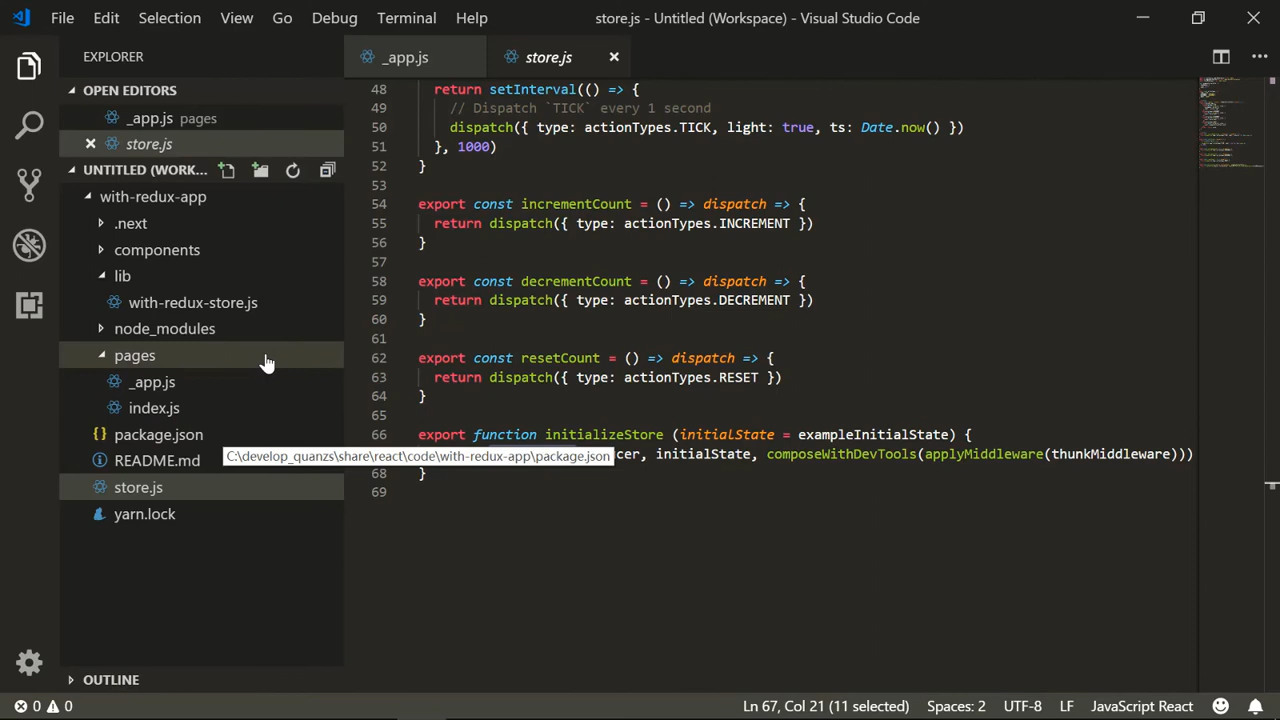 File Edit Selection View Go Debug Terminal Help store.js - Untitled (Workspace) - Visual Studio Code
EXPLORER
_app.js store.js
OPEN EDITORS
_app.js pages
store.js
UNTITLED (WORK...
with-redux-app
.next
components
lib
with-redux-store.js
node_modules
pages
_app.js
index.js
package.json
README.md
store.js
yarn.lock
OUTLINE
48 return setInterval(() => {
49 // Dispatch `TICK` every 1 second
50 dispatch({ type: actionTypes.TICK, light: true, ts: Date.now() })
51 }, 1000)
52 }
53
54 export const incrementCount = () => dispatch => {
55 return dispatch({ type: actionTypes.INCREMENT })
56 }
57
58 export const decrementCount = () => dispatch => {
59 return dispatch({ type: actionTypes.DECREMENT })
60 }
61
62 export const resetCount = () => dispatch => {
63 return dispatch({ type: actionTypes.RESET })
64 }
65
66 export function initializeStore (initialState = exampleInitialState) {
C:\develop_quanzs\share\react\code\with-redux-app\package.json cer, initialState, composeWithDevTools(applyMiddleware(thunkMiddleware)))
68 }
69
0 0 Ln 67, Col 21 (11 selected) Spaces: 2 UTF-8 LF JavaScript React